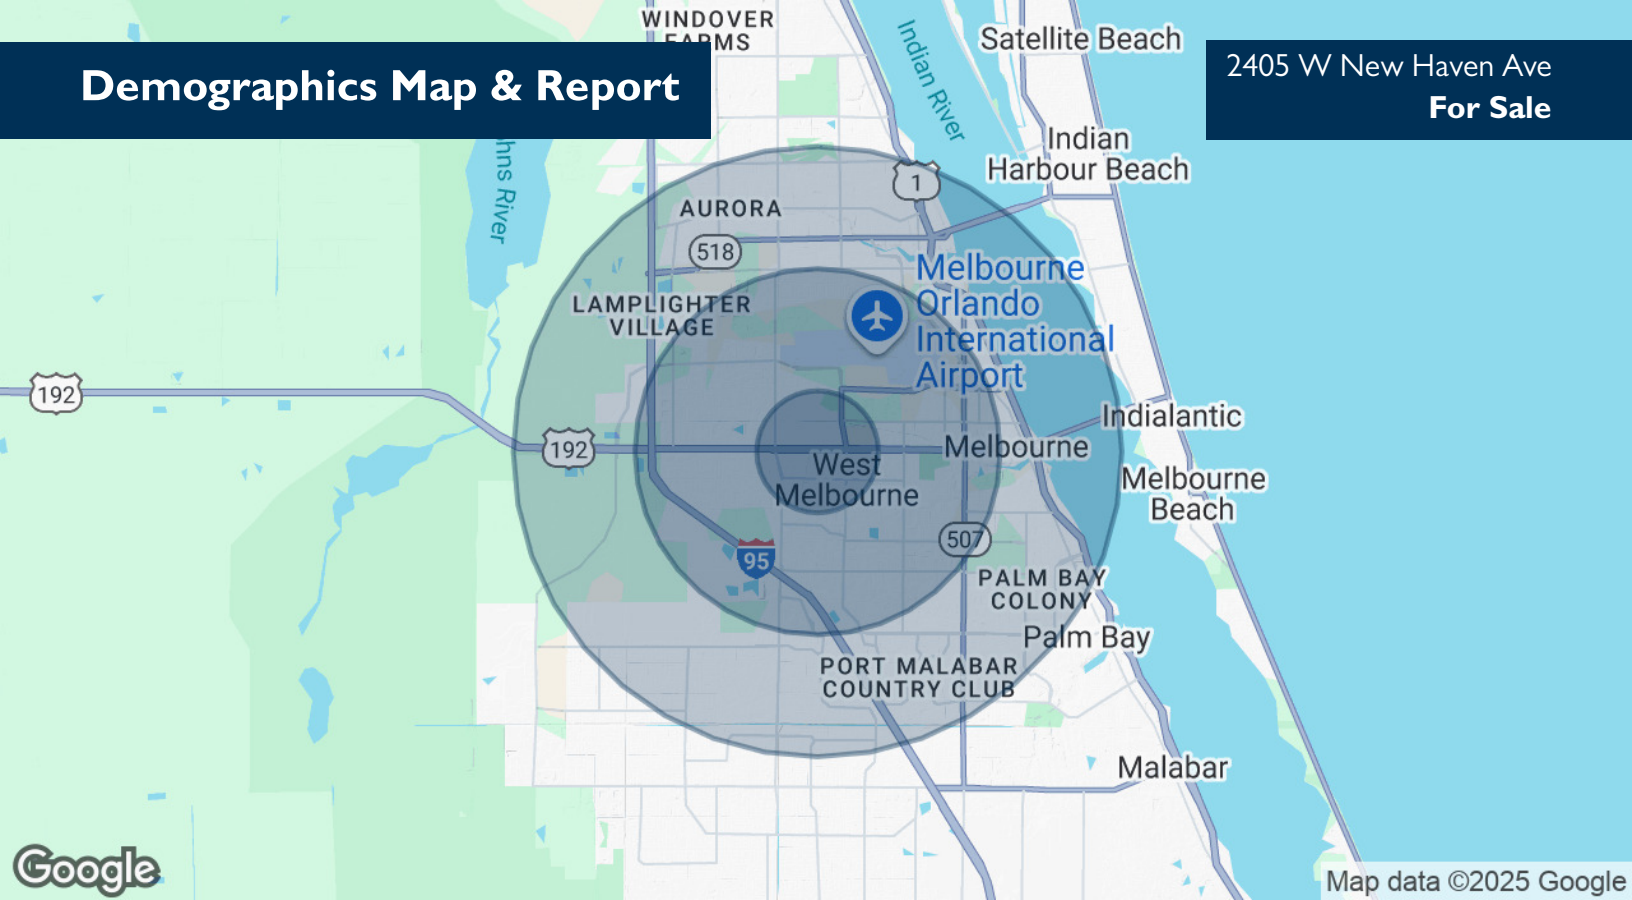 WINDOVER
FARMS
Demographics Map & Report
2405 W New Haven Ave
For Sale
Indian River
Satellite Beach
Indian
Harbour Beach
hns River
1
AURORA
518
Melbourne
Orlando
International
Airport
LAMPLIGHTER
VILLAGE
192
192
Indialantic
Melbourne
West
Melbourne
Melbourne
Beach
507
95
PALM BAY
COLONY
Palm Bay
PORT MALABAR
COUNTRY CLUB
Malabar
Google
Map data ©2025 Google